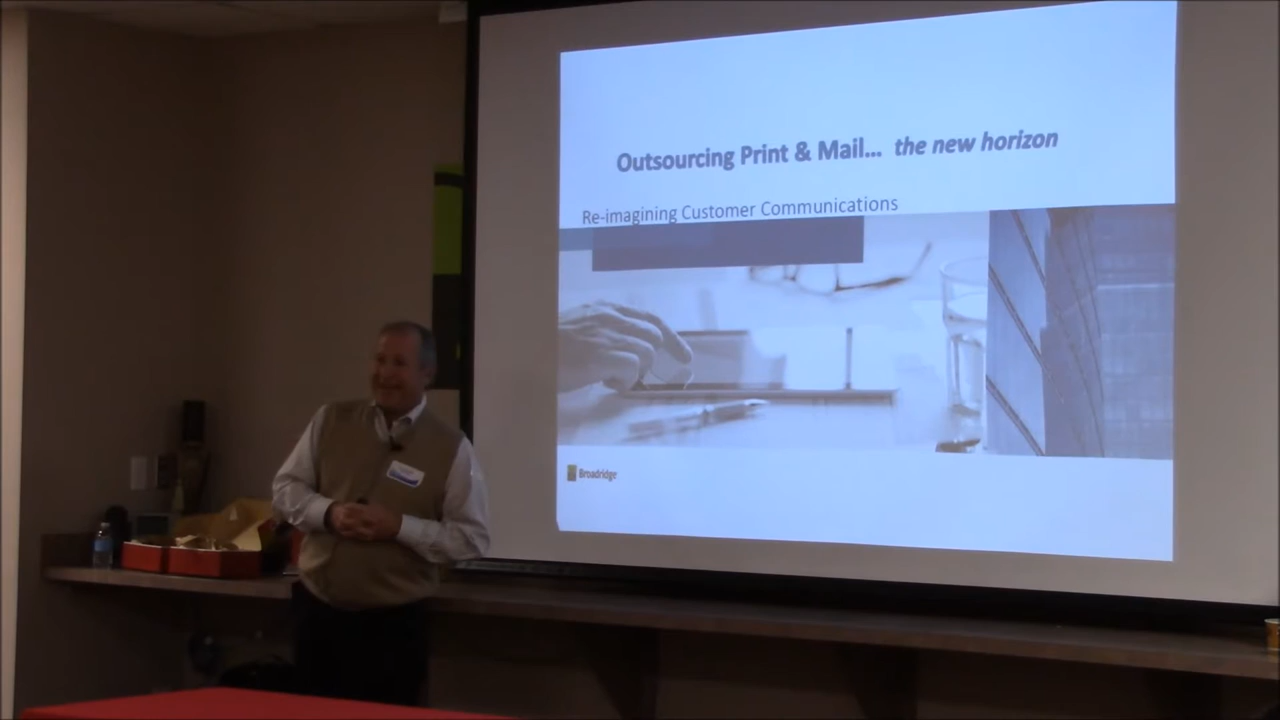 Outsourcing Print & Mail... the new horizon
Re-imagining Customer Communications
Broadridge